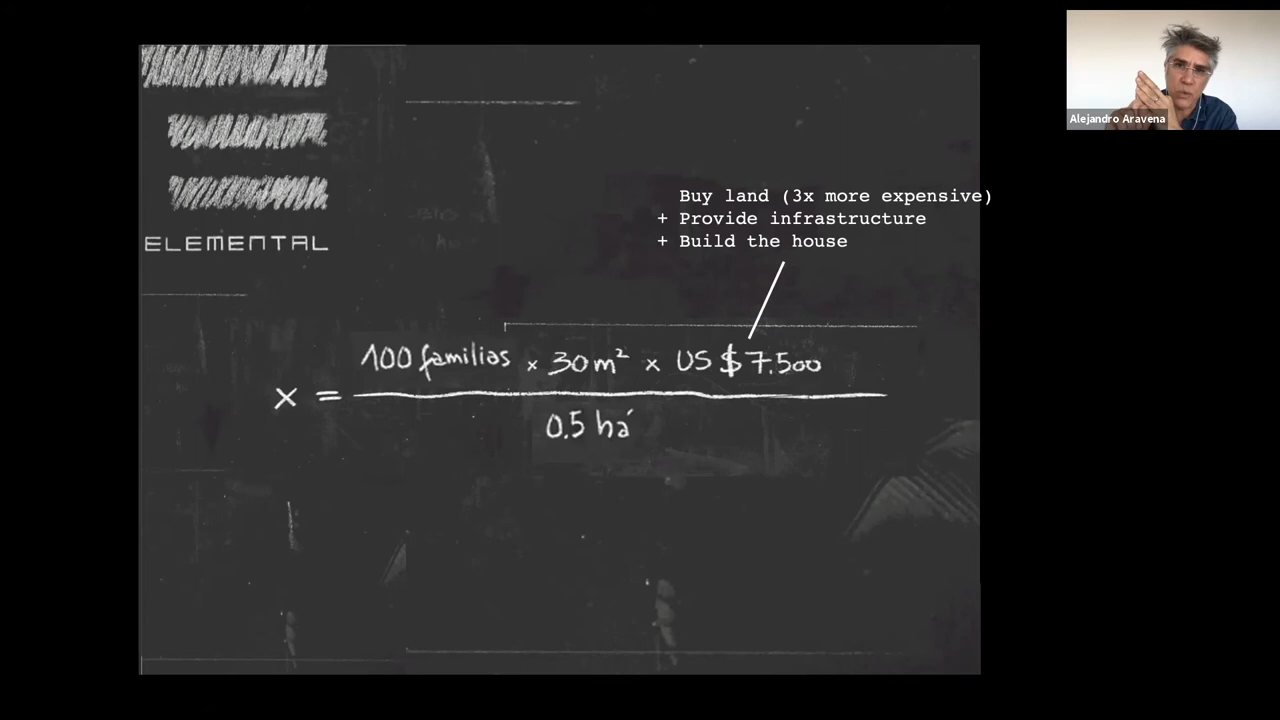 ELEMENTAL
Buy land (3x more expensive)
+ Provide infrastructure
+ Build the house
100 familias x 30 m² x US $ 7.500
x =
0.5 há
Alejandro Aravena